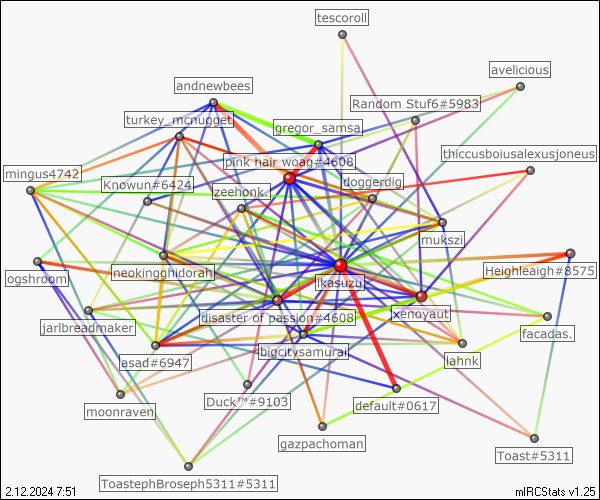 tescoroll
avelicious
andnewbees
Random Stuf6#5983
turkey_mcnugget
gregor_samsa
thiccusboiusalexusjoneus
pink hair woag#4608
mingus4742
Knowun#6424
zeehonk.
doggerdig
mukszi
ogshroom
neokingghidorah
ikasuzu
Heighleaigh#8575
jarlbreadmaker
disaster of passion#4608
xenoyaut
facadas.
asad#6947
bigcitysamurai
lahnk
moonraven
Duck™#9103
default#0617
gazpachoman
Toast#5311
ToastephBroseph5311#5311
2.12.2024 7:51
mIRCStats v1.25